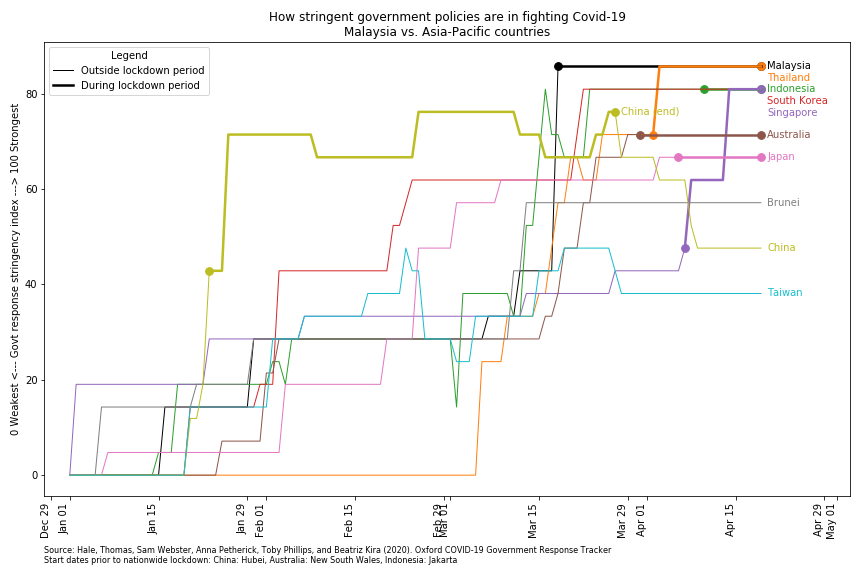 How stringent government policies are in fighting Covid-19
Malaysia vs. Asia-Pacific countries
Legend
Outside lockdown period
During lockdown period
0 Weakest <--- Govt response stringency index ---> 100 Strongest
80
60
40
20
0
Malaysia
Thailand
Indonesia
South Korea
Singapore
China (end)
Australia
Japan
Brunei
China
Taiwan
Dec 29
Jan 01
Jan 15
Jan 29
Feb 01
Feb 15
Feb 29
Mar 01
Mar 15
Mar 29
Apr 01
Apr 15
Apr 29
May 01
Source: Hale, Thomas, Sam Webster, Anna Petherick, Toby Phillips, and Beatriz Kira (2020). Oxford COVID-19 Government Response Tracker
Start dates prior to nationwide lockdown: China: Hubei, Australia: New South Wales, Indonesia: Jakarta